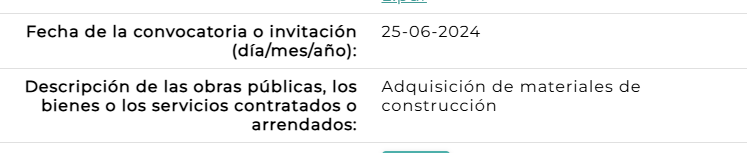 Fecha de la convocatoria o invitación 25-06-2024
(día/mes/año):
Descripción de las obras públicas, los Adquisición de materiales de
bienes o los servicios contratados o construcción
arrendados: